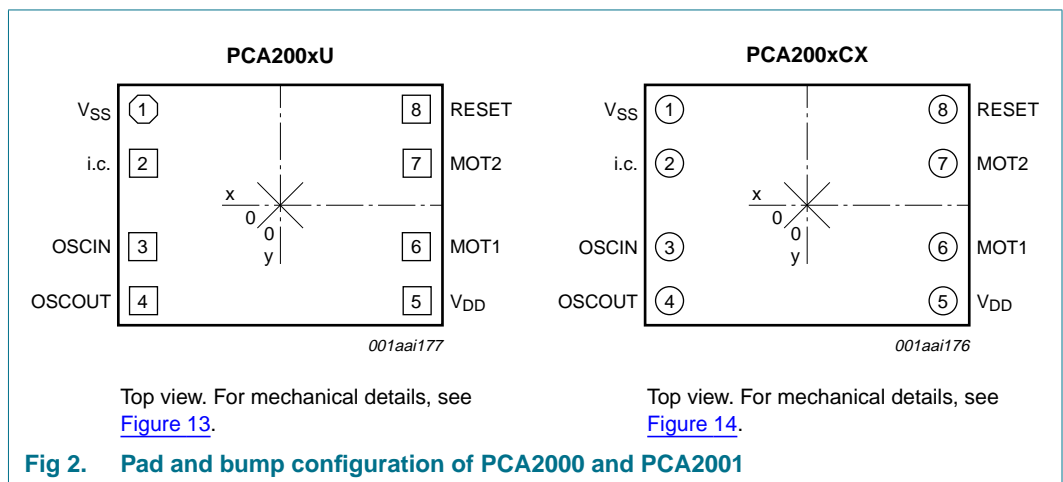 PCA200xU
VSS 1 8 RESET
i.c. 2 7 MOT2
x
0
0
y
OSCIN 3 6 MOT1
OSCOUT 4 5 VDD
001aai177
Top view. For mechanical details, see
Figure 13.
PCA200xCX
VSS 1 8 RESET
i.c. 2 7 MOT2
x
0
0
y
OSCIN 3 6 MOT1
OSCOUT 4 5 VDD
001aai176
Top view. For mechanical details, see
Figure 14.
Fig 2. Pad and bump configuration of PCA2000 and PCA2001